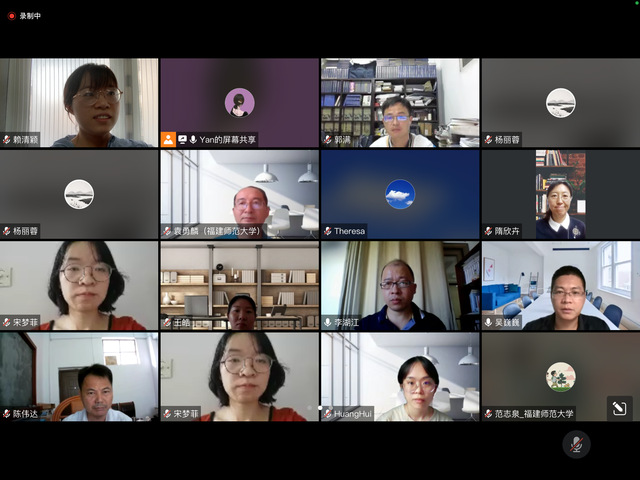 录制中
赖清颖
Yan的屏幕共享
郭满
杨丽蓉
杨丽蓉
袁勇麟（福建师范大学）
Theresa
隋欣卉
宋梦菲
王皓
李湖江
吴巍巍
陈伟达
宋梦菲
HuangHui
范志泉_福建师范大学